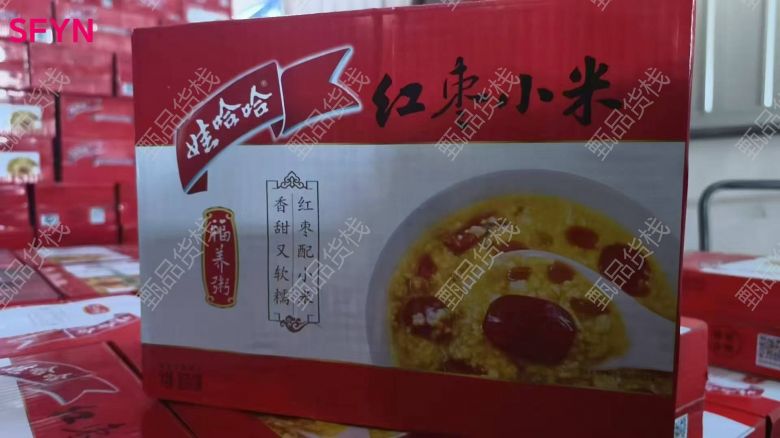 SFYN
娃哈哈
红枣小米
福养粥
红枣配小米
香甜又软糯
甄品货栈